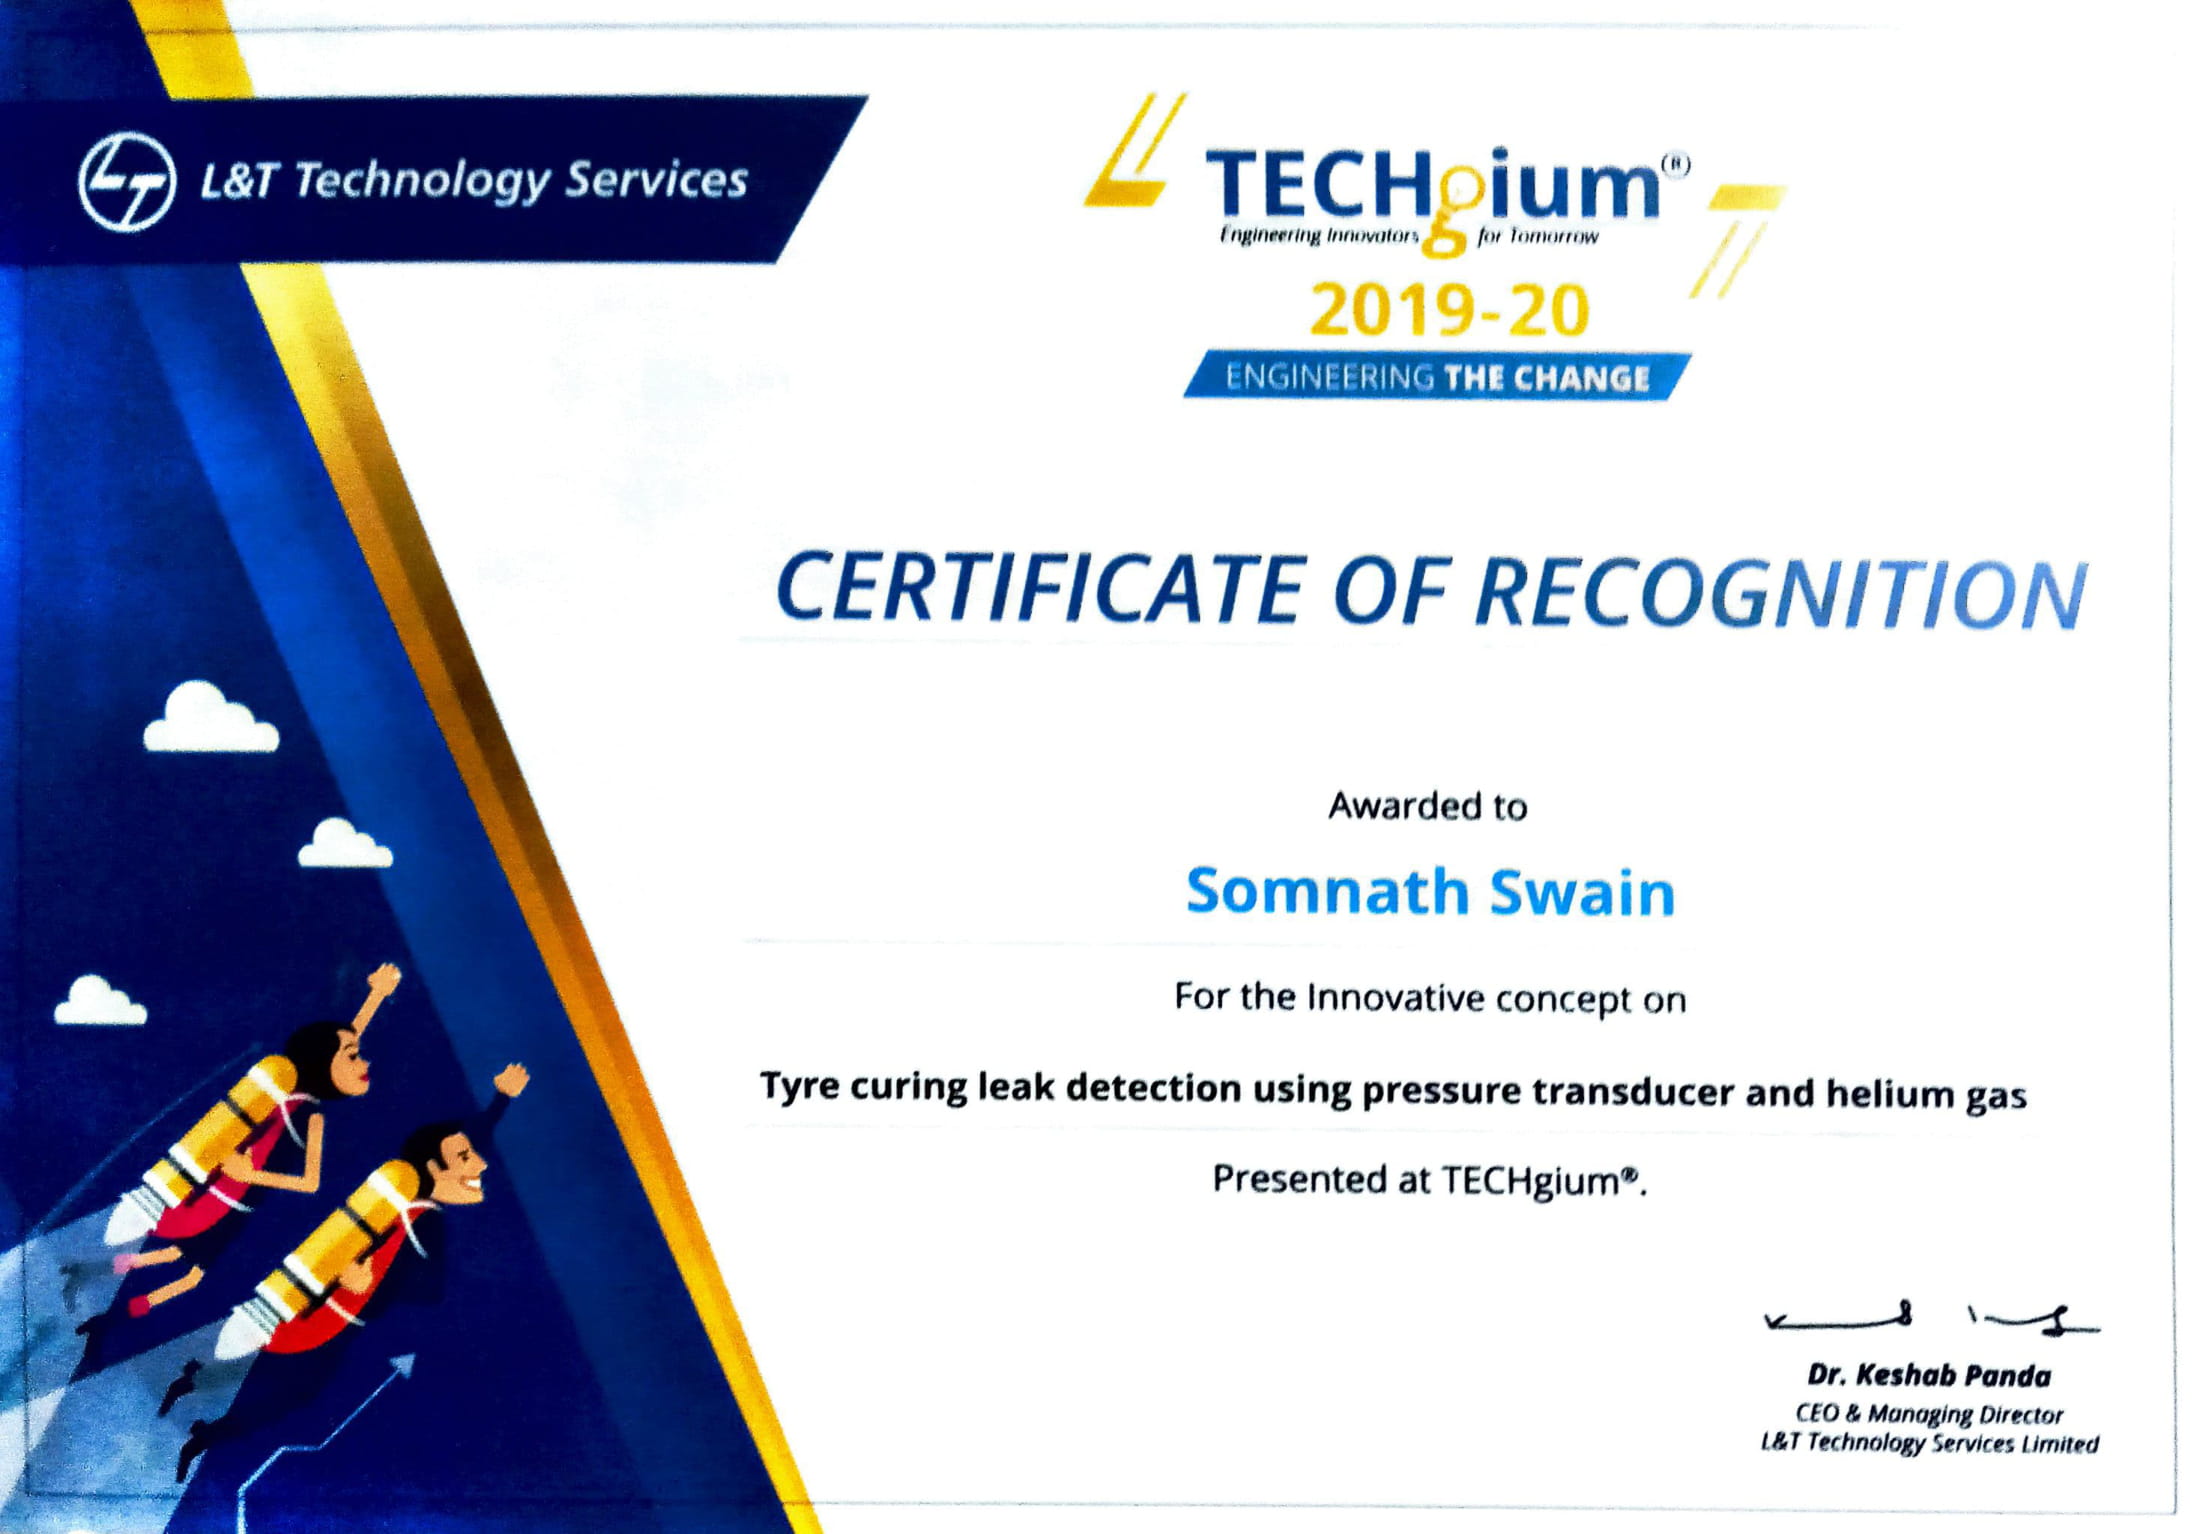 L&T Technology Services
TECHgium(R)
Engineering Innovators for Tomorrow
2019-20
ENGINEERING THE CHANGE
CERTIFICATE OF RECOGNITION
Awarded to
Somnath Swain
For the Innovative concept on
Tyre curing leak detection using pressure transducer and helium gas
Presented at TECHgium®.
Dr. Keshab Panda
CEO & Managing Director
L&T Technology Services Limited